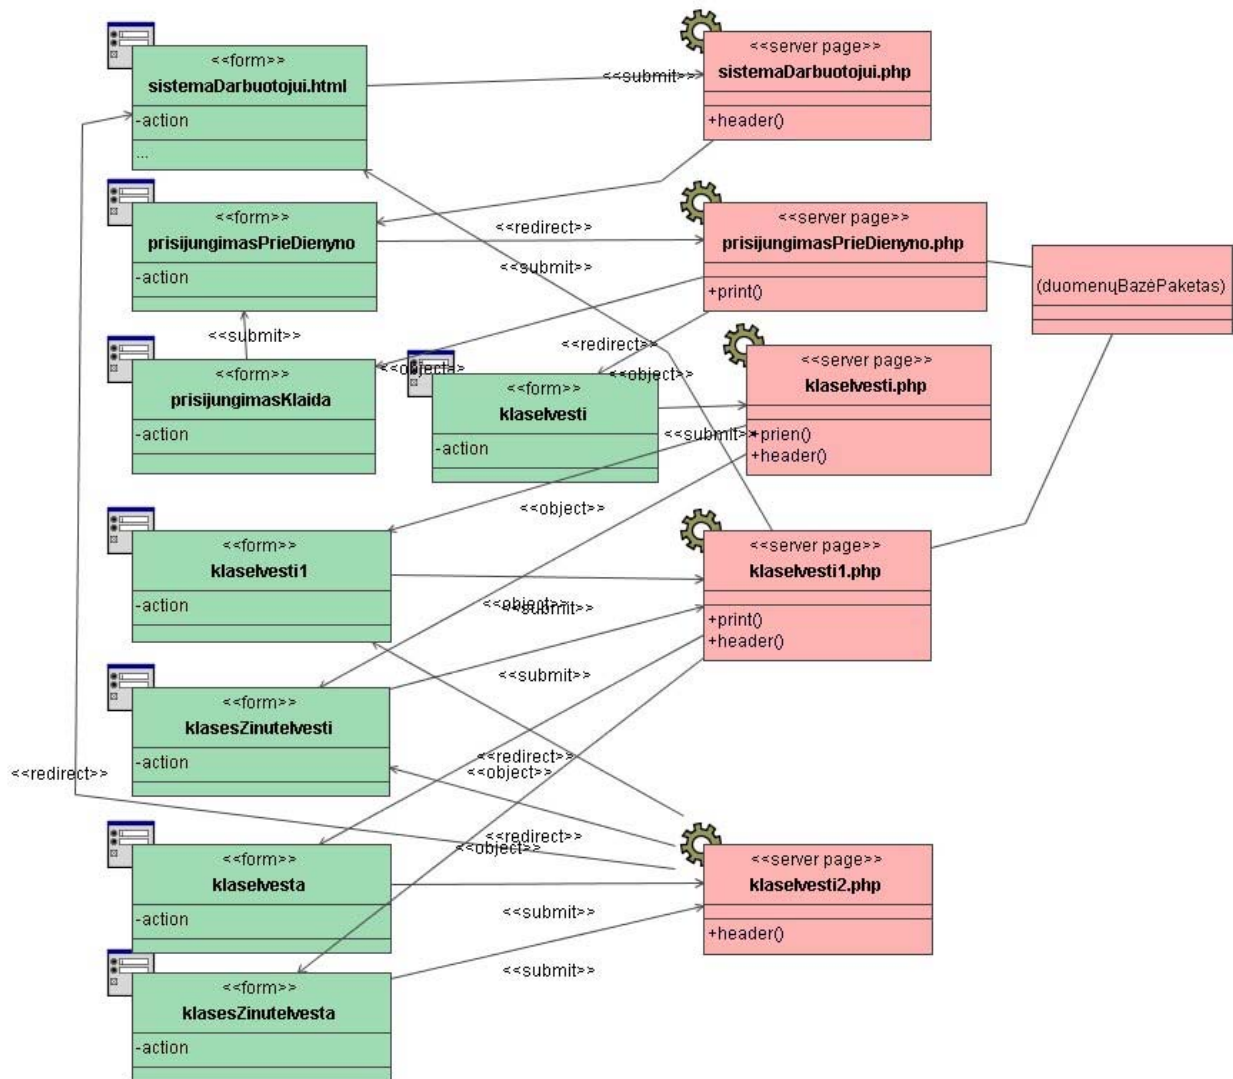 <<form>>
sistemaDarbuotojui.html
-action
...
<<submit>>
<<server page>>
sistemaDarbuotojui.php
+header()
<<form>>
prisijungimasPrieDienyno
-action
<<redirect>>
<<submit>>
<<server page>>
prisijungimasPrieDienyno.php
+print()
(duomenųBazėPaketas)
<<submit>>
<<redirect>>
<<form>>
prisijungimasKlaida
-action
<<object>>
<<form>>
klaseIvesti
-action
<<object>>
<<submit>>
<<server page>>
klaseIvesti.php
+prien()
+header()
<<object>>
<<form>>
klaseIvesti1
-action
<<object>>
<<submit>>
<<server page>>
klaseIvesti1.php
+print()
+header()
<<submit>>
<<form>>
klasesZinuteIvesti
-action
<<redirect>>
<<redirect>>
<<object>>
<<redirect>>
<<object>>
<<form>>
klaseIvesta
-action
<<submit>>
<<server page>>
klaseIvesti2.php
+header()
<<submit>>
<<form>>
klasesZinuteIvesta
-action